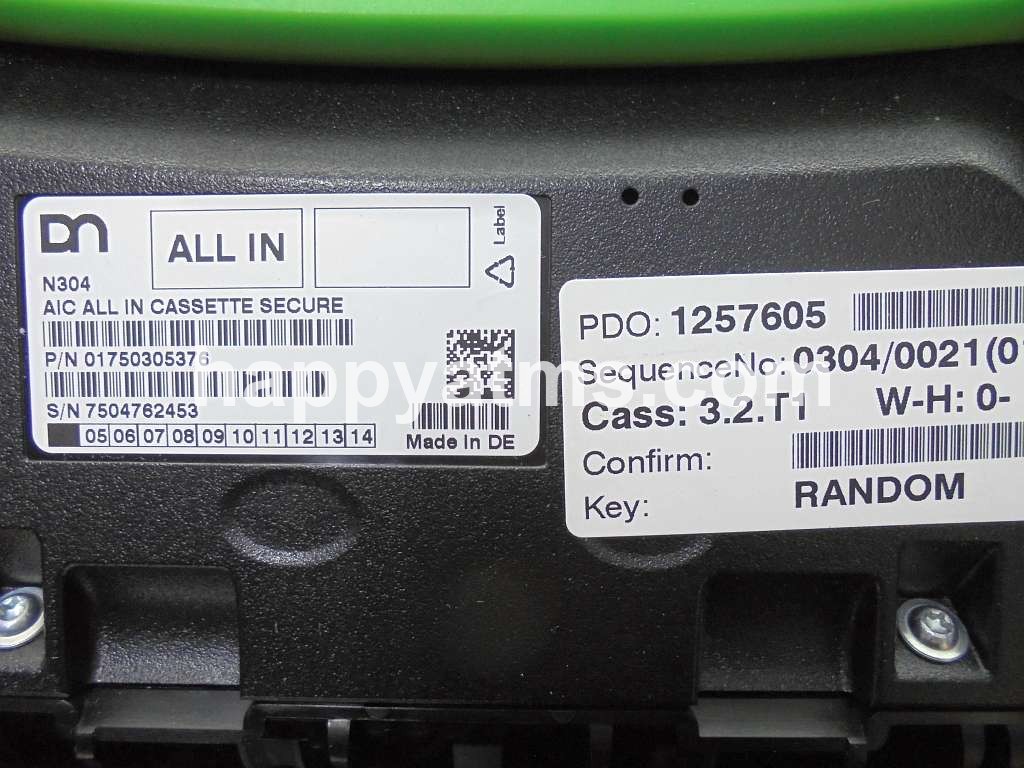 DN
ALL IN
Label
N304
AIC ALL IN CASSETTE SECURE
P/N 01750305376
S/N 7504762453
05 06 07 08 09 10 11 12 13 14
Made In DE
PDO: 1257605
SequenceNo: 0304/0021(0
Cass: 3.2.T1 W-H: 0-
Confirm:
Key: RANDOM
happyatms.com